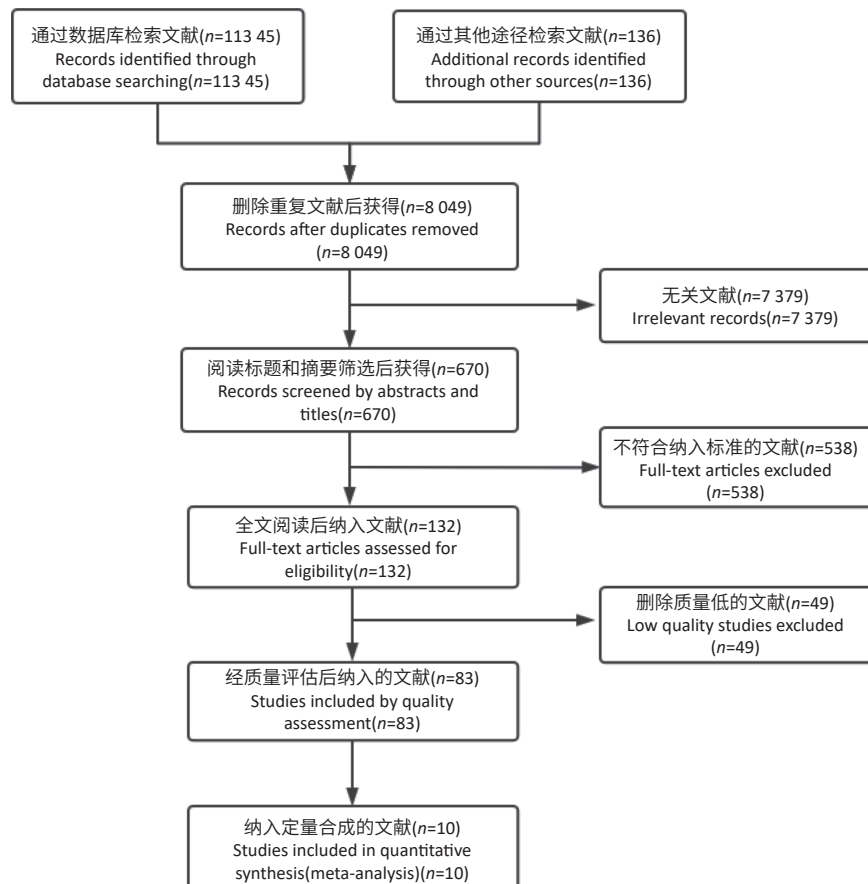 通过数据库检索文献(n=113 45)
Records identified through
database searching(n=113 45)
通过其他途径检索文献(n=136)
Additional records identified
through other sources(n=136)
删除重复文献后获得(n=8 049)
Records after duplicates removed
(n=8 049)
无关文献(n=7 379)
Irrelevant records(n=7 379)
阅读标题和摘要筛选后获得(n=670)
Records screened by abstracts and
titles(n=670)
不符合纳入标准的文献(n=538)
Full-text articles excluded
(n=538)
全文阅读后纳入文献(n=132)
Full-text articles assessed for
eligibility(n=132)
删除质量低的文献(n=49)
Low quality studies excluded
(n=49)
经质量评估后纳入的文献(n=83)
Studies included by quality
assessment(n=83)
纳入定量合成的文献(n=10)
Studies included in quantitative
synthesis(meta-analysis)(n=10)